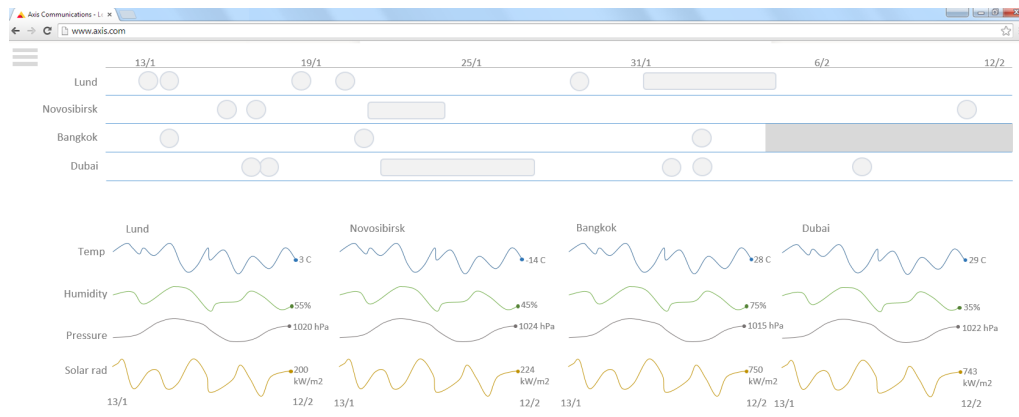 Axis Communications - Lu
www.axis.com
13/1 19/1 25/1 31/1 6/2 12/2
Lund
Novosibirsk
Bangkok
Dubai
Lund Novosibirsk Bangkok Dubai
Temp 3 C -14 C 28 C 29 C
Humidity 55% 45% 75% 35%
Pressure 1020 hPa 1024 hPa 1015 hPa 1022 hPa
Solar rad 200 224 750 743
kW/m2 kW/m2 kW/m2 kW/m2
13/1 12/2 13/1 12/2 13/1 12/2 13/1 12/2